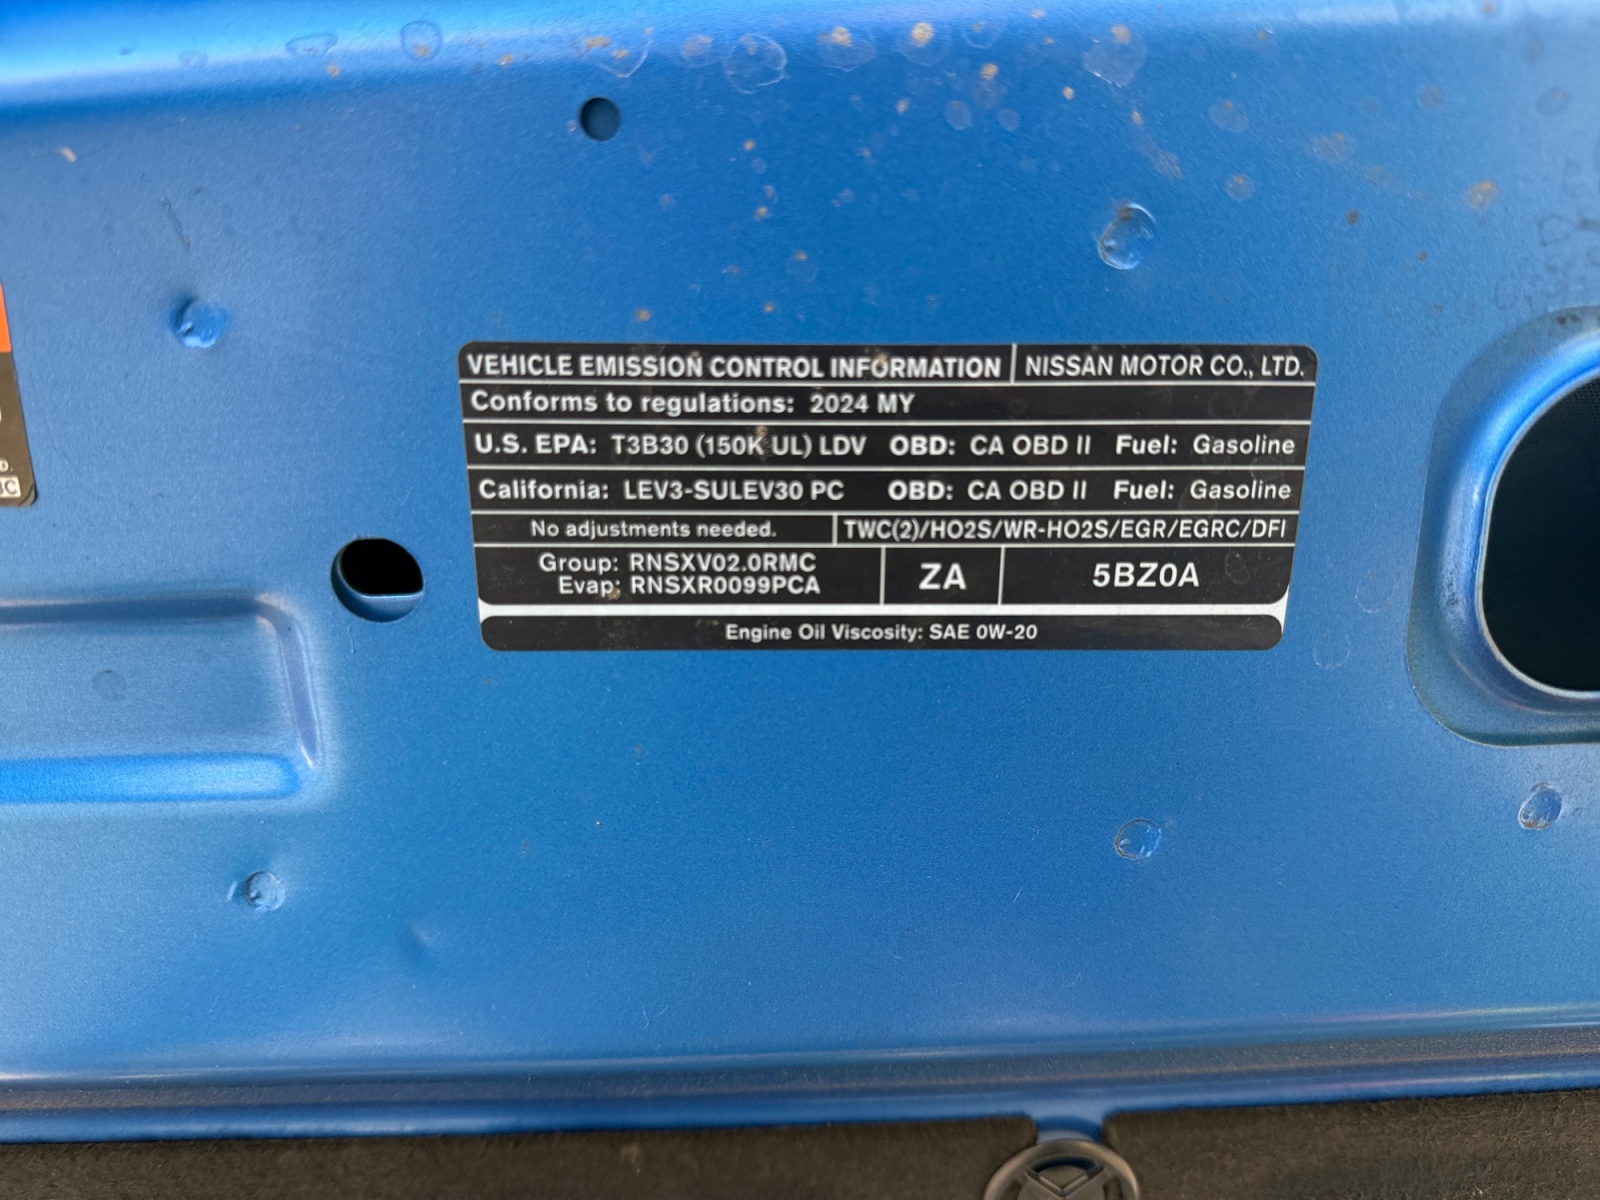 VEHICLE EMISSION CONTROL INFORMATION NISSAN MOTOR CO., LTD.
Conforms to regulations: 2024 MY
U.S. EPA: T3B30 (150K UL) LDV OBD: CA OBD II Fuel: Gasoline
California: LEV3-SULEV30 PC OBD: CA OBD II Fuel: Gasoline
No adjustments needed. TWC(2)/HO2S/WR-HO2S/EGR/EGRC/DFI
Group: RNSXV02.0RMC
Evap: RNSXR0099PCA
ZA
5BZ0A
Engine Oil Viscosity: SAE 0W-20